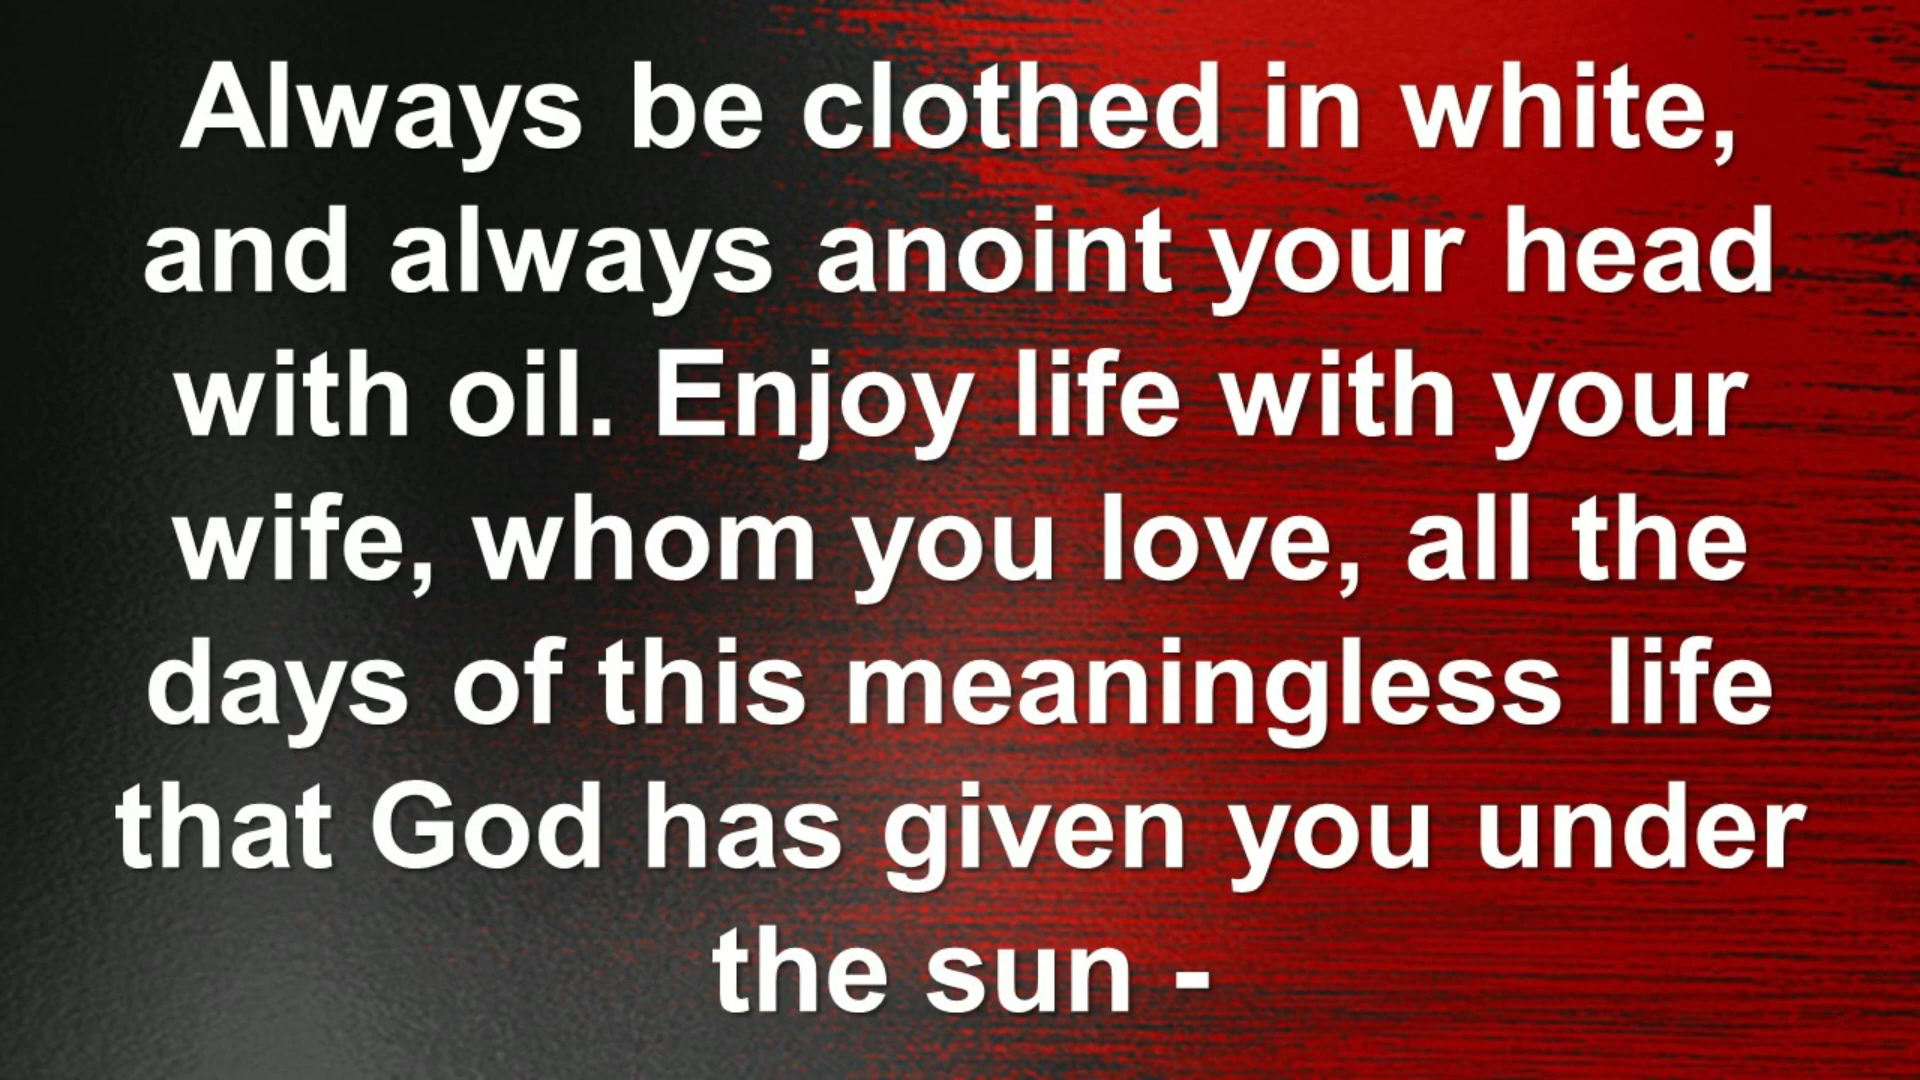 Always be clothed in white,
and always anoint your head
with oil. Enjoy life with your
wife, whom you love, all the
days of this meaningless life
that God has given you under
the sun -